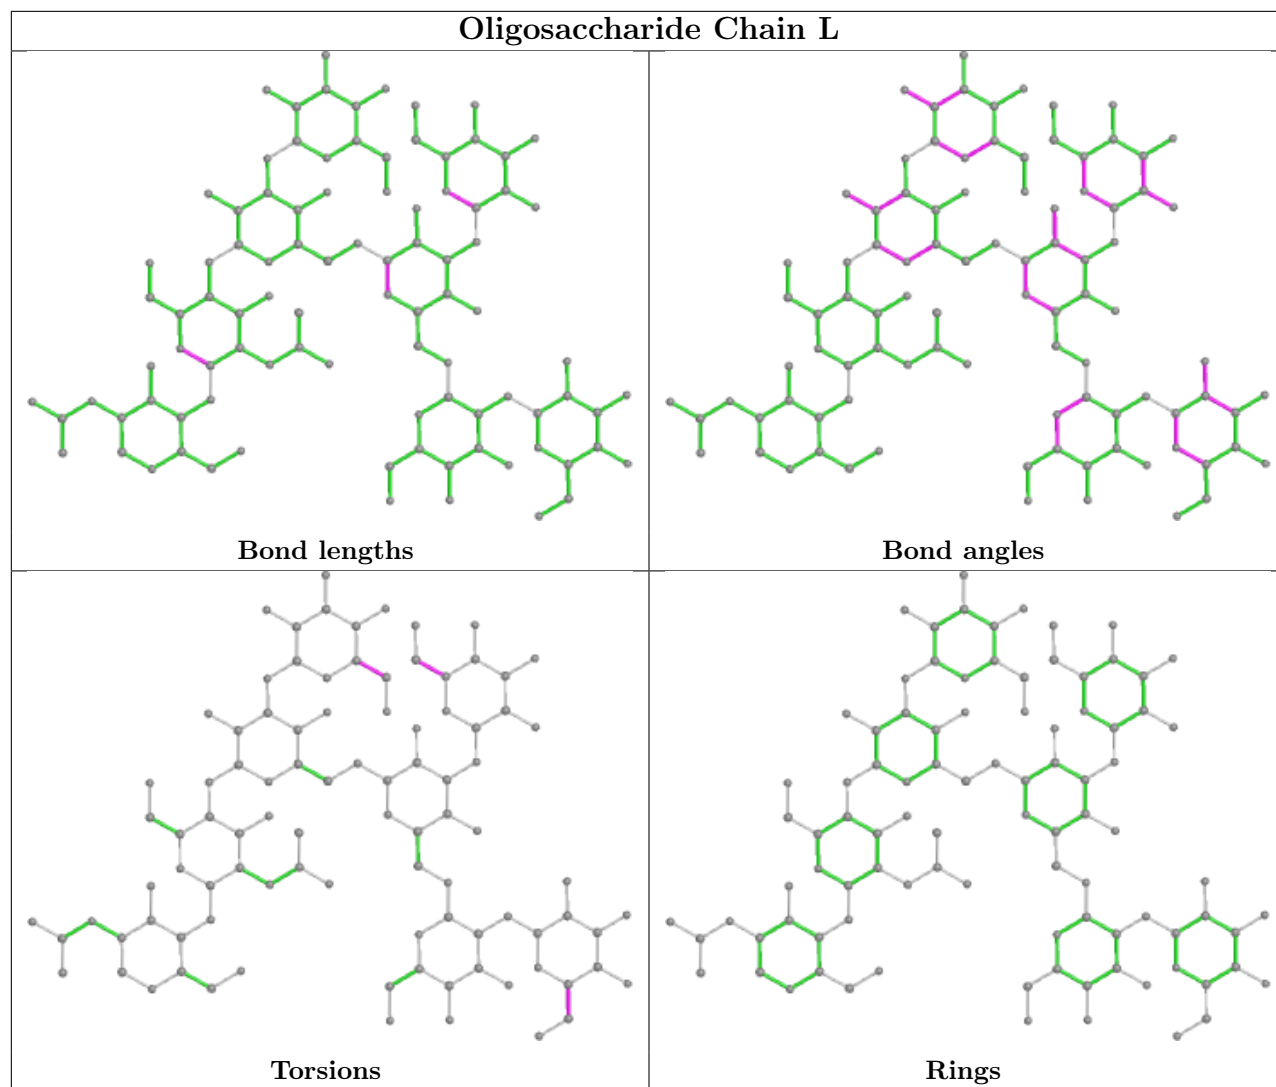 Oligosaccharide Chain L
Bond lengths
Bond angles
Torsions
Rings